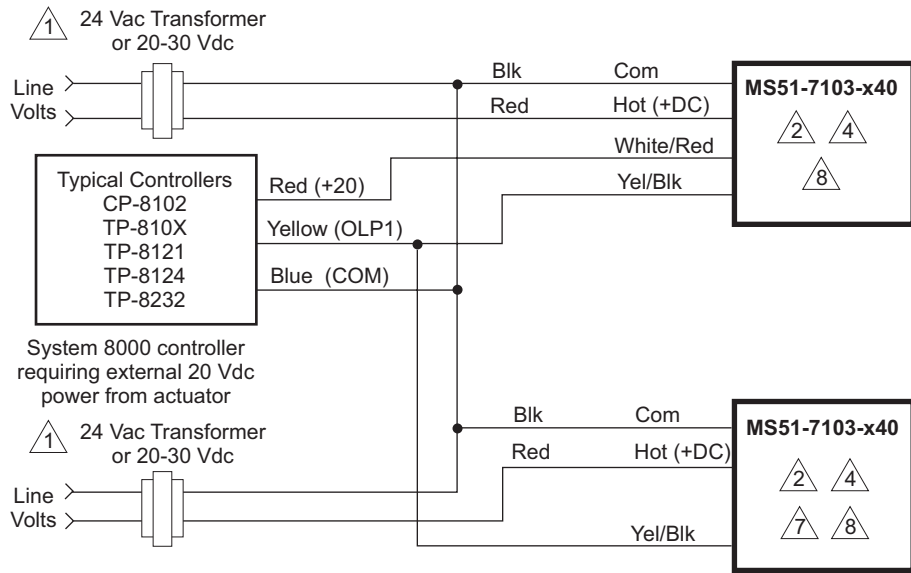 1
24 Vac Transformer
or 20-30 Vdc
Line
Volts
Blk Com
Red Hot (+DC)
White/Red
Yel/Blk
MS51-7103-x40
2 4
8
Typical Controllers
CP-8102
TP-810X
TP-8121
TP-8124
TP-8232
Red (+20)
Yellow (OLP1)
Blue (COM)
System 8000 controller
requiring external 20 Vdc
power from actuator
1
24 Vac Transformer
or 20-30 Vdc
Line
Volts
Blk Com
Red Hot (+DC)
Yel/Blk
MS51-7103-x40
2 4
7 8